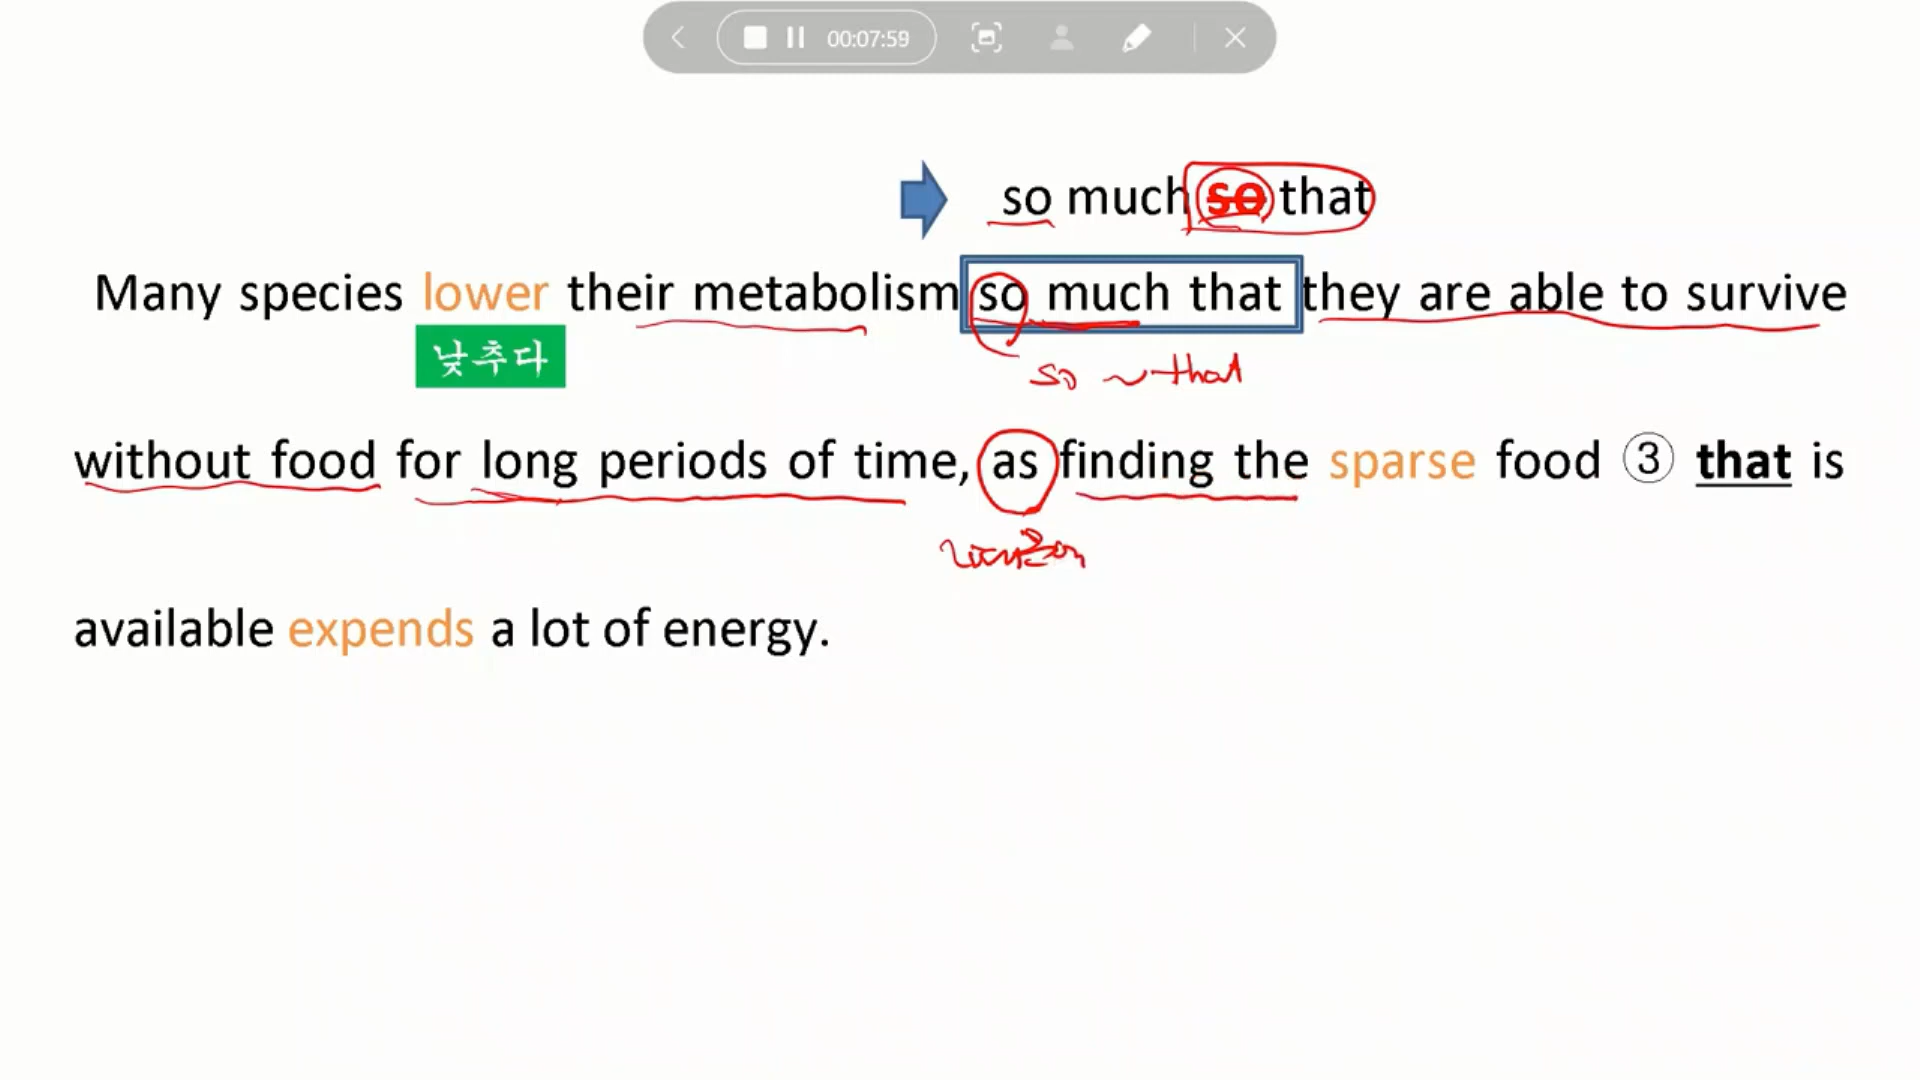 00:07:59
so much so that
Many species lower their metabolism so much that they are able to survive
낮추다
so ~ that
without food for long periods of time, as finding the sparse food ③ that is
available expends a lot of energy.